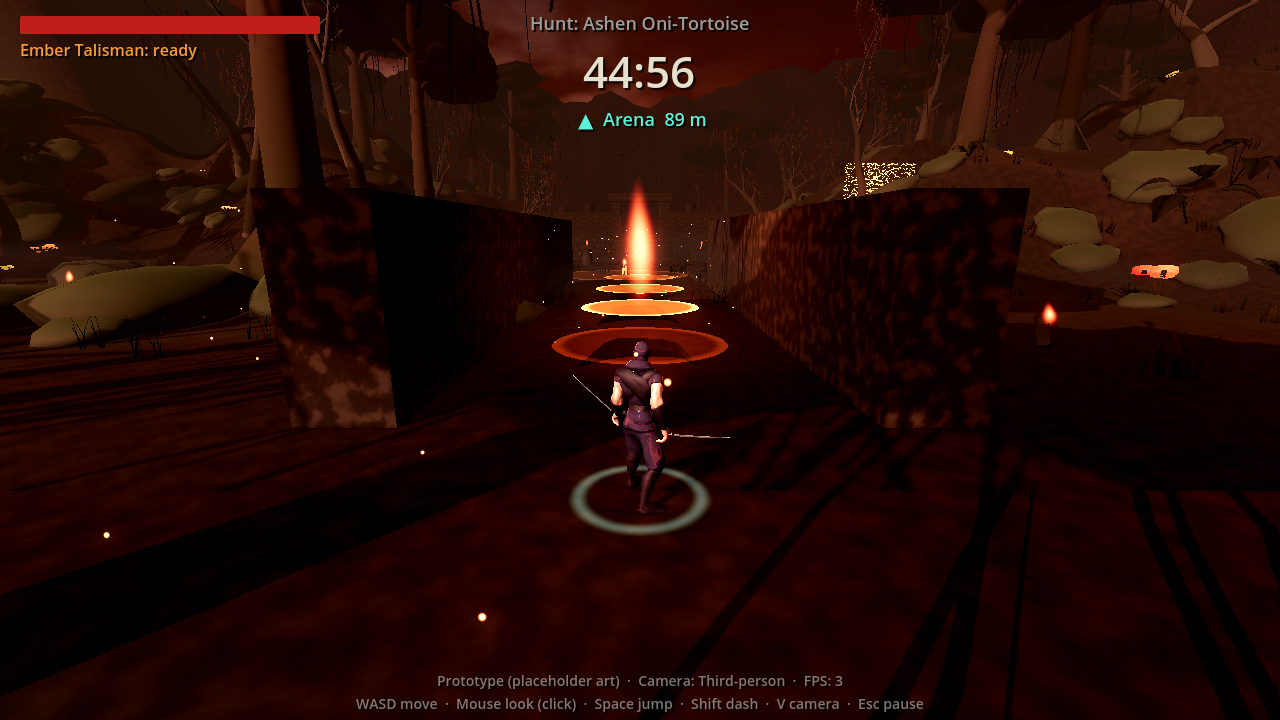 Hunt: Ashen Oni-Tortoise
Ember Talisman: ready
44:56
▲ Arena 89 m
Prototype (placeholder art) · Camera: Third-person · FPS: 3
WASD move · Mouse look (click) · Space jump · Shift dash · V camera · Esc pause